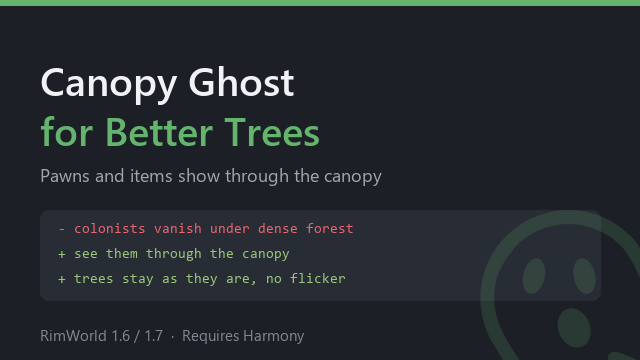 Canopy Ghost
for Better Trees
Pawns and items show through the canopy
- colonists vanish under dense forest
+ see them through the canopy
+ trees stay as they are, no flicker
RimWorld 1.6 / 1.7 · Requires Harmony